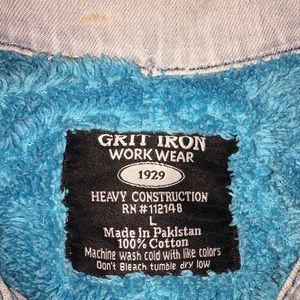 GRIT IRON
WORK WEAR
1929
HEAVY CONSTRUCTION
RN #112148
L
Made in Pakistan
100% Cotton
Machine wash cold with like colors
Don't Bleach tumble dry low